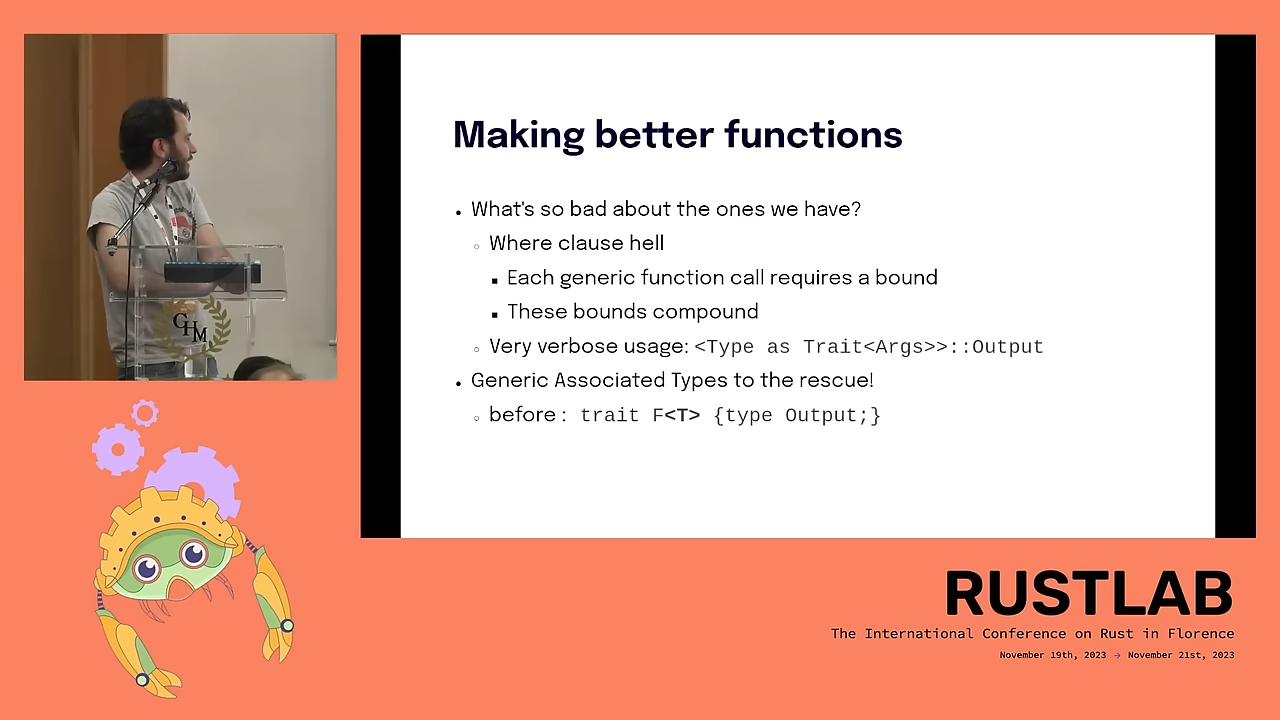 Making better functions
What's so bad about the ones we have?
Where clause hell
Each generic function call requires a bound
These bounds compound
Very verbose usage: <Type as Trait<Args>>::Output
Generic Associated Types to the rescue!
before : trait F<T> {type Output;}
GHM
RUSTLAB
The International Conference on Rust in Florence
November 19th, 2023 → November 21st, 2023